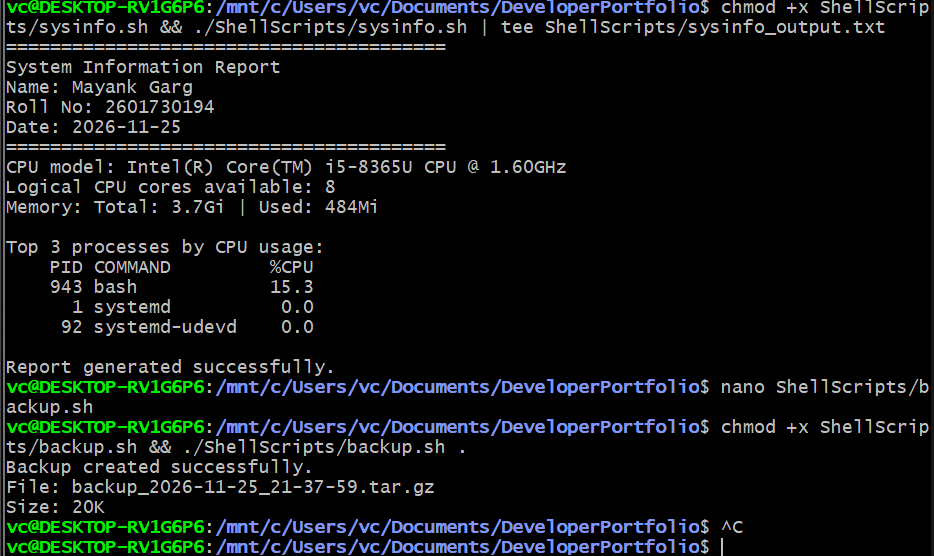 vc@DESKTOP-RV1G6P6:/mnt/c/Users/vc/Documents/DeveloperPortfolio$ chmod +x ShellScrip
ts/sysinfo.sh && ./ShellScripts/sysinfo.sh | tee ShellScripts/sysinfo_output.txt
========================================
System Information Report
Name: Mayank Garg
Roll No: 2601730194
Date: 2026-11-25
========================================
CPU model: Intel(R) Core(TM) i5-8365U CPU @ 1.60GHz
Logical CPU cores available: 8
Memory: Total: 3.7Gi | Used: 484Mi

Top 3 processes by CPU usage:
    PID COMMAND         %CPU
    943 bash            15.3
      1 systemd          0.0
     92 systemd-udevd    0.0

Report generated successfully.
vc@DESKTOP-RV1G6P6:/mnt/c/Users/vc/Documents/DeveloperPortfolio$ nano ShellScripts/b
ackup.sh
vc@DESKTOP-RV1G6P6:/mnt/c/Users/vc/Documents/DeveloperPortfolio$ chmod +x ShellScrip
ts/backup.sh && ./ShellScripts/backup.sh .
Backup created successfully.
File: backup_2026-11-25_21-37-59.tar.gz
Size: 20K
vc@DESKTOP-RV1G6P6:/mnt/c/Users/vc/Documents/DeveloperPortfolio$ ^C
vc@DESKTOP-RV1G6P6:/mnt/c/Users/vc/Documents/DeveloperPortfolio$